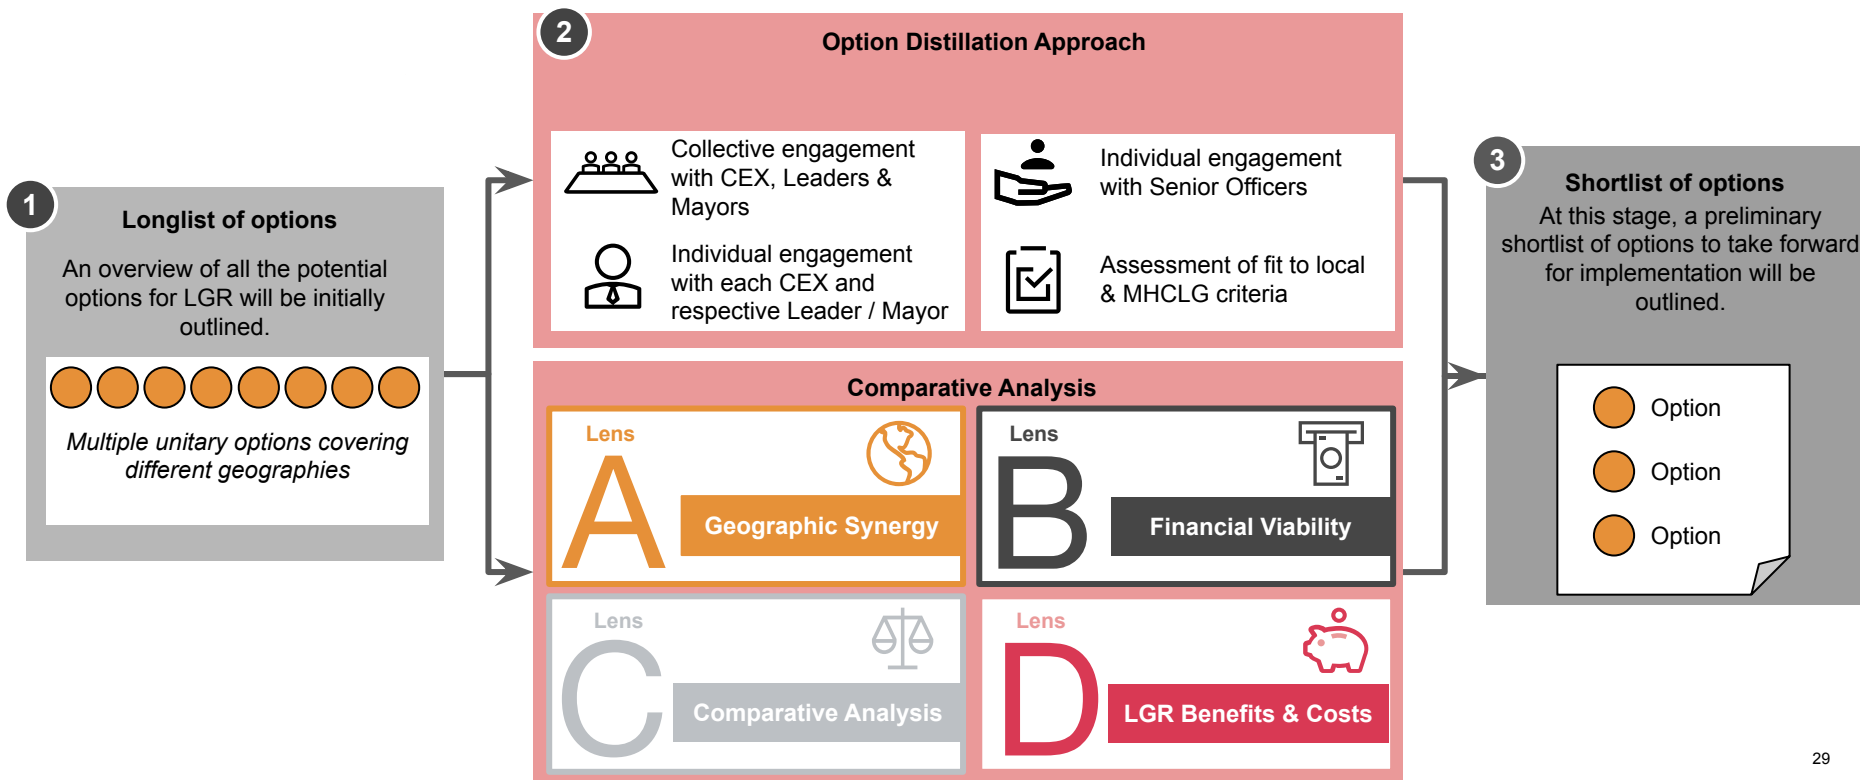 1
Longlist of options
An overview of all the potential
options for LGR will be initially
outlined.
Multiple unitary options covering
different geographies
2
Option Distillation Approach
Collective engagement
with CEX, Leaders &
Mayors
Individual engagement
with each CEX and
respective Leader / Mayor
Individual engagement
with Senior Officers
Assessment of fit to local
& MHCLG criteria
Comparative Analysis
Lens
A
Geographic Synergy
Lens
B
Financial Viability
Lens
C
Comparative Analysis
Lens
D
LGR Benefits & Costs
3
Shortlist of options
At this stage, a preliminary
shortlist of options to take forward
for implementation will be
outlined.
Option
Option
Option
29